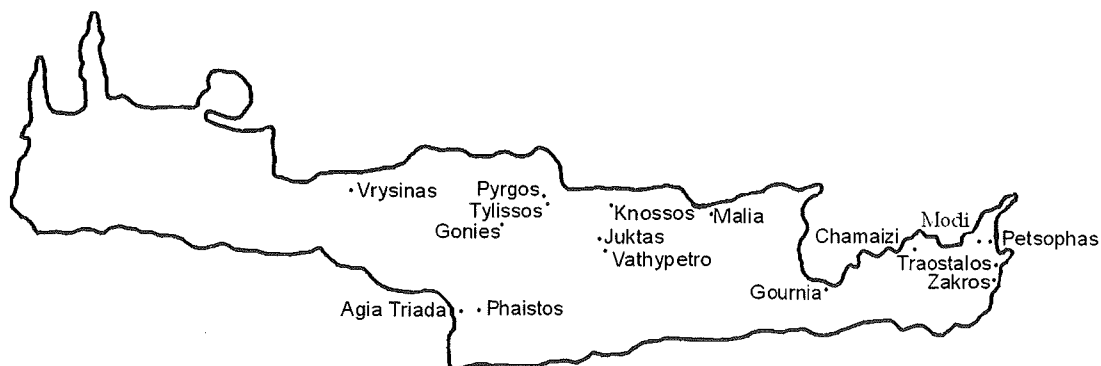 Vrysinas
Pyrgos
Tylissos
Gonies
Knossos
Malia
Juktas
Vathypetro
Chamaizi
Modi
Petsophas
Traostalos
Zakros
Gournia
Agia Triada
Phaistos